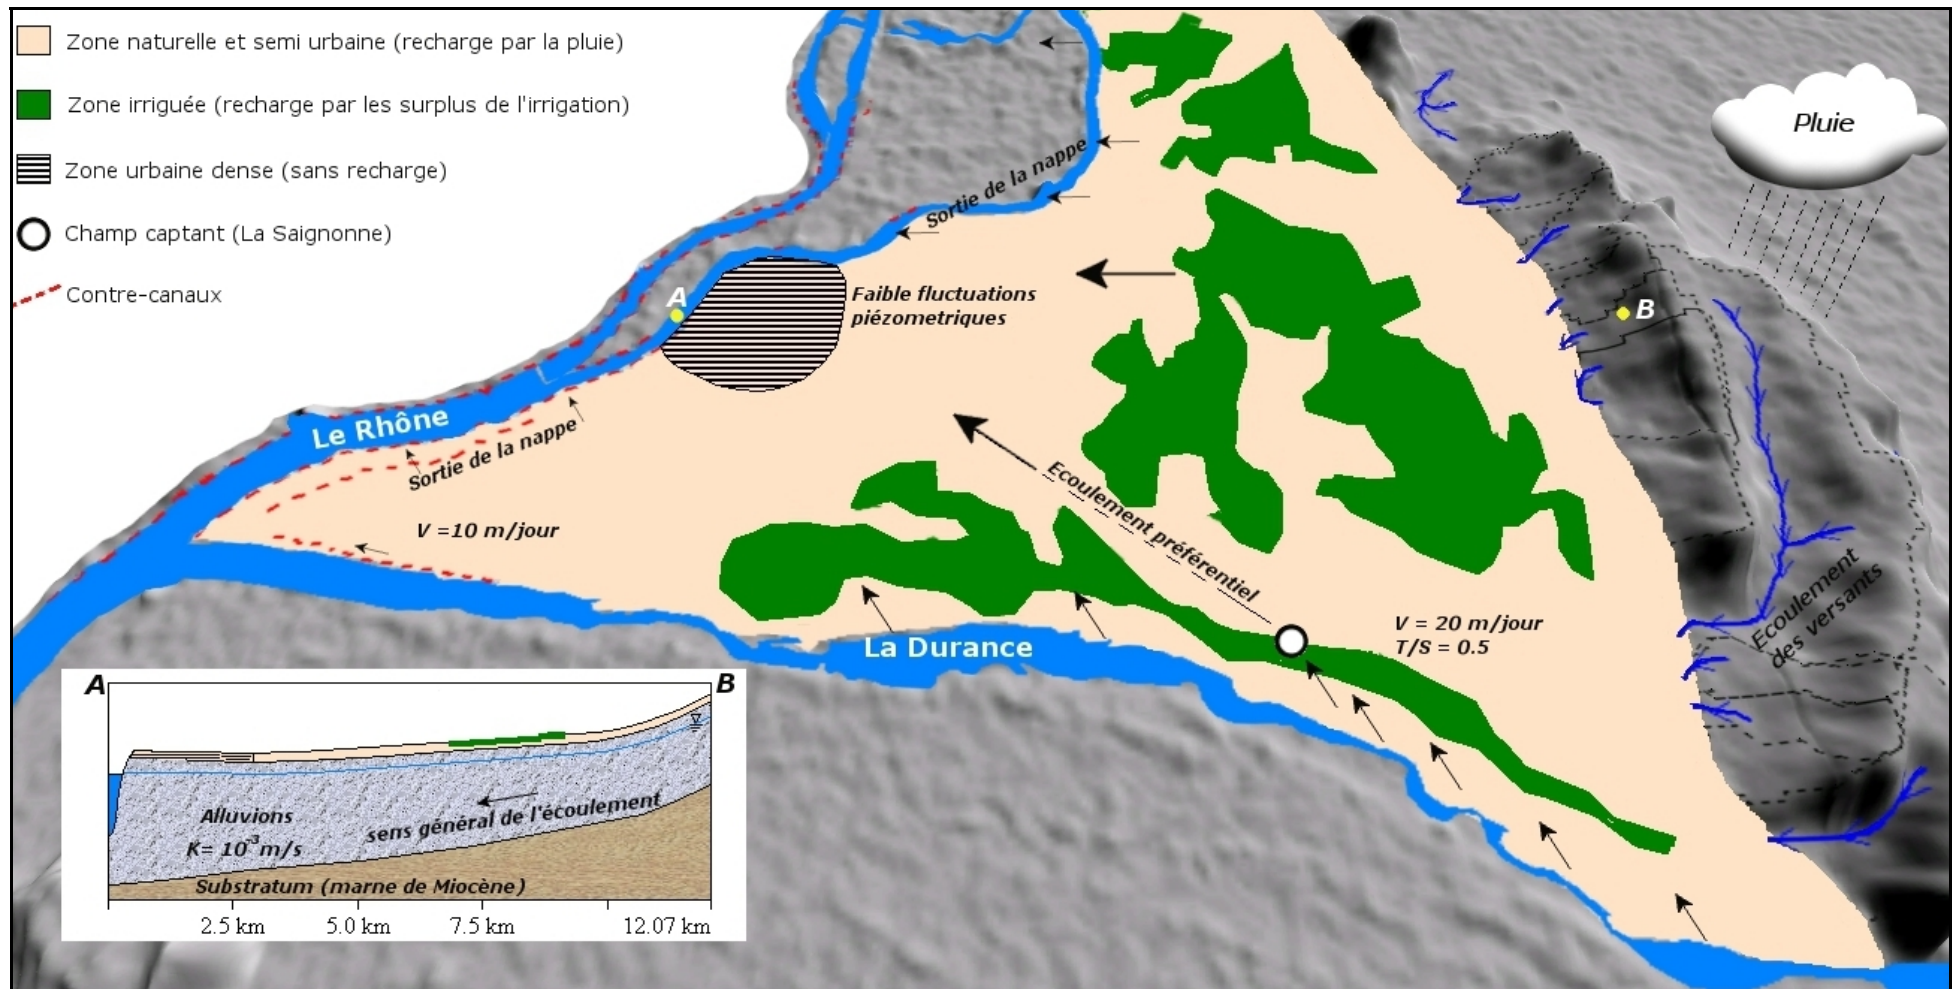 Zone naturelle et semi urbaine (recharge par la pluie)
Zone irriguée (recharge par les surplus de l'irrigation)
Zone urbaine dense (sans recharge)
Champ captant (La Saignonne)
Contre-canaux
Pluie
Sortie de la nappe
A
Faible fluctuations
piézometriques
B
Le Rhône
Sortie de la nappe
V =10 m/jour
Ecoulement préférentiel
V = 20 m/jour
T/S = 0.5
Ecoulement
des versants
La Durance
A
B
Alluvions
K= 10-3 m/s
sens général de l'écoulement
Substratum (marne de Miocène)
2.5 km
5.0 km
7.5 km
12.07 km